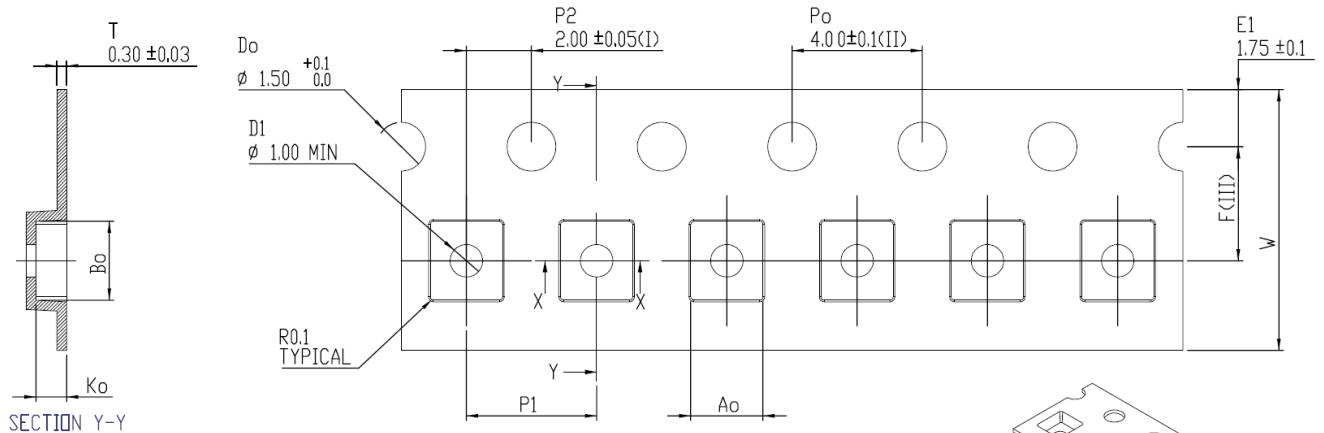 T
0.30 ±0.03
Do
ø 1.50 +0.1 0.0
D1
ø 1.00 MIN
P2
2.00 ±0.05(I)
Y
Po
4.0 0±0.1(II)
E1
1.75 ±0.1
F(III)
W
Bo
X
X
R0.1
TYPICAL
Y
Ko
P1
Ao
SECTION Y-Y